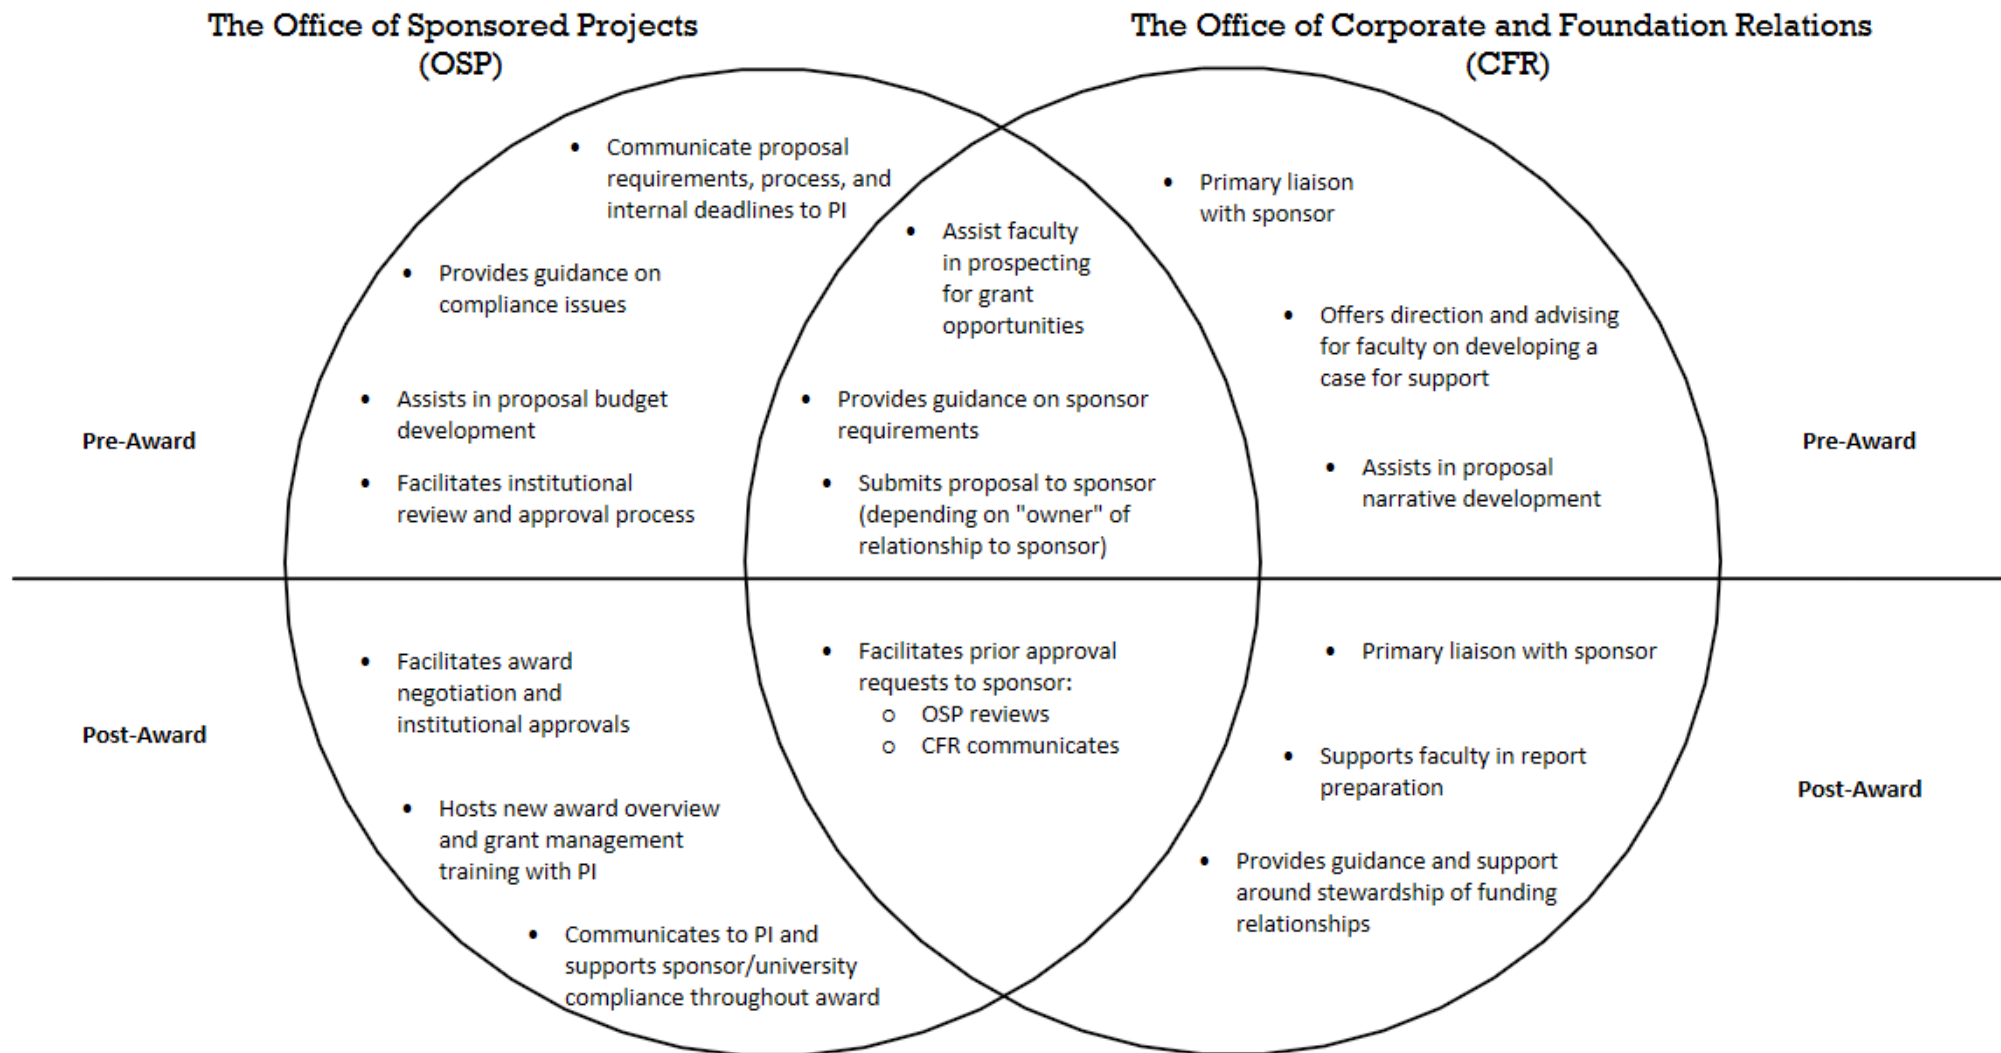 The Office of Sponsored Projects
(OSP)
The Office of Corporate and Foundation Relations
(CFR)
• Communicate proposal
requirements, process, and
internal deadlines to PI
• Provides guidance on
compliance issues
• Assists in proposal budget
development
• Facilitates institutional
review and approval process
Pre-Award
• Assist faculty
in prospecting
for grant
opportunities
• Provides guidance on sponsor
requirements
• Submits proposal to sponsor
(depending on "owner" of
relationship to sponsor)
• Primary liaison
with sponsor
• Offers direction and advising
for faculty on developing a
case for support
• Assists in proposal
narrative development
Pre-Award
• Facilitates award
negotiation and
institutional approvals
• Hosts new award overview
and grant management
training with PI
• Communicates to PI and
supports sponsor/university
compliance throughout award
Post-Award
• Facilitates prior approval
requests to sponsor:
o OSP reviews
o CFR communicates
• Primary liaison with sponsor
• Supports faculty in report
preparation
• Provides guidance and support
around stewardship of funding
relationships
Post-Award